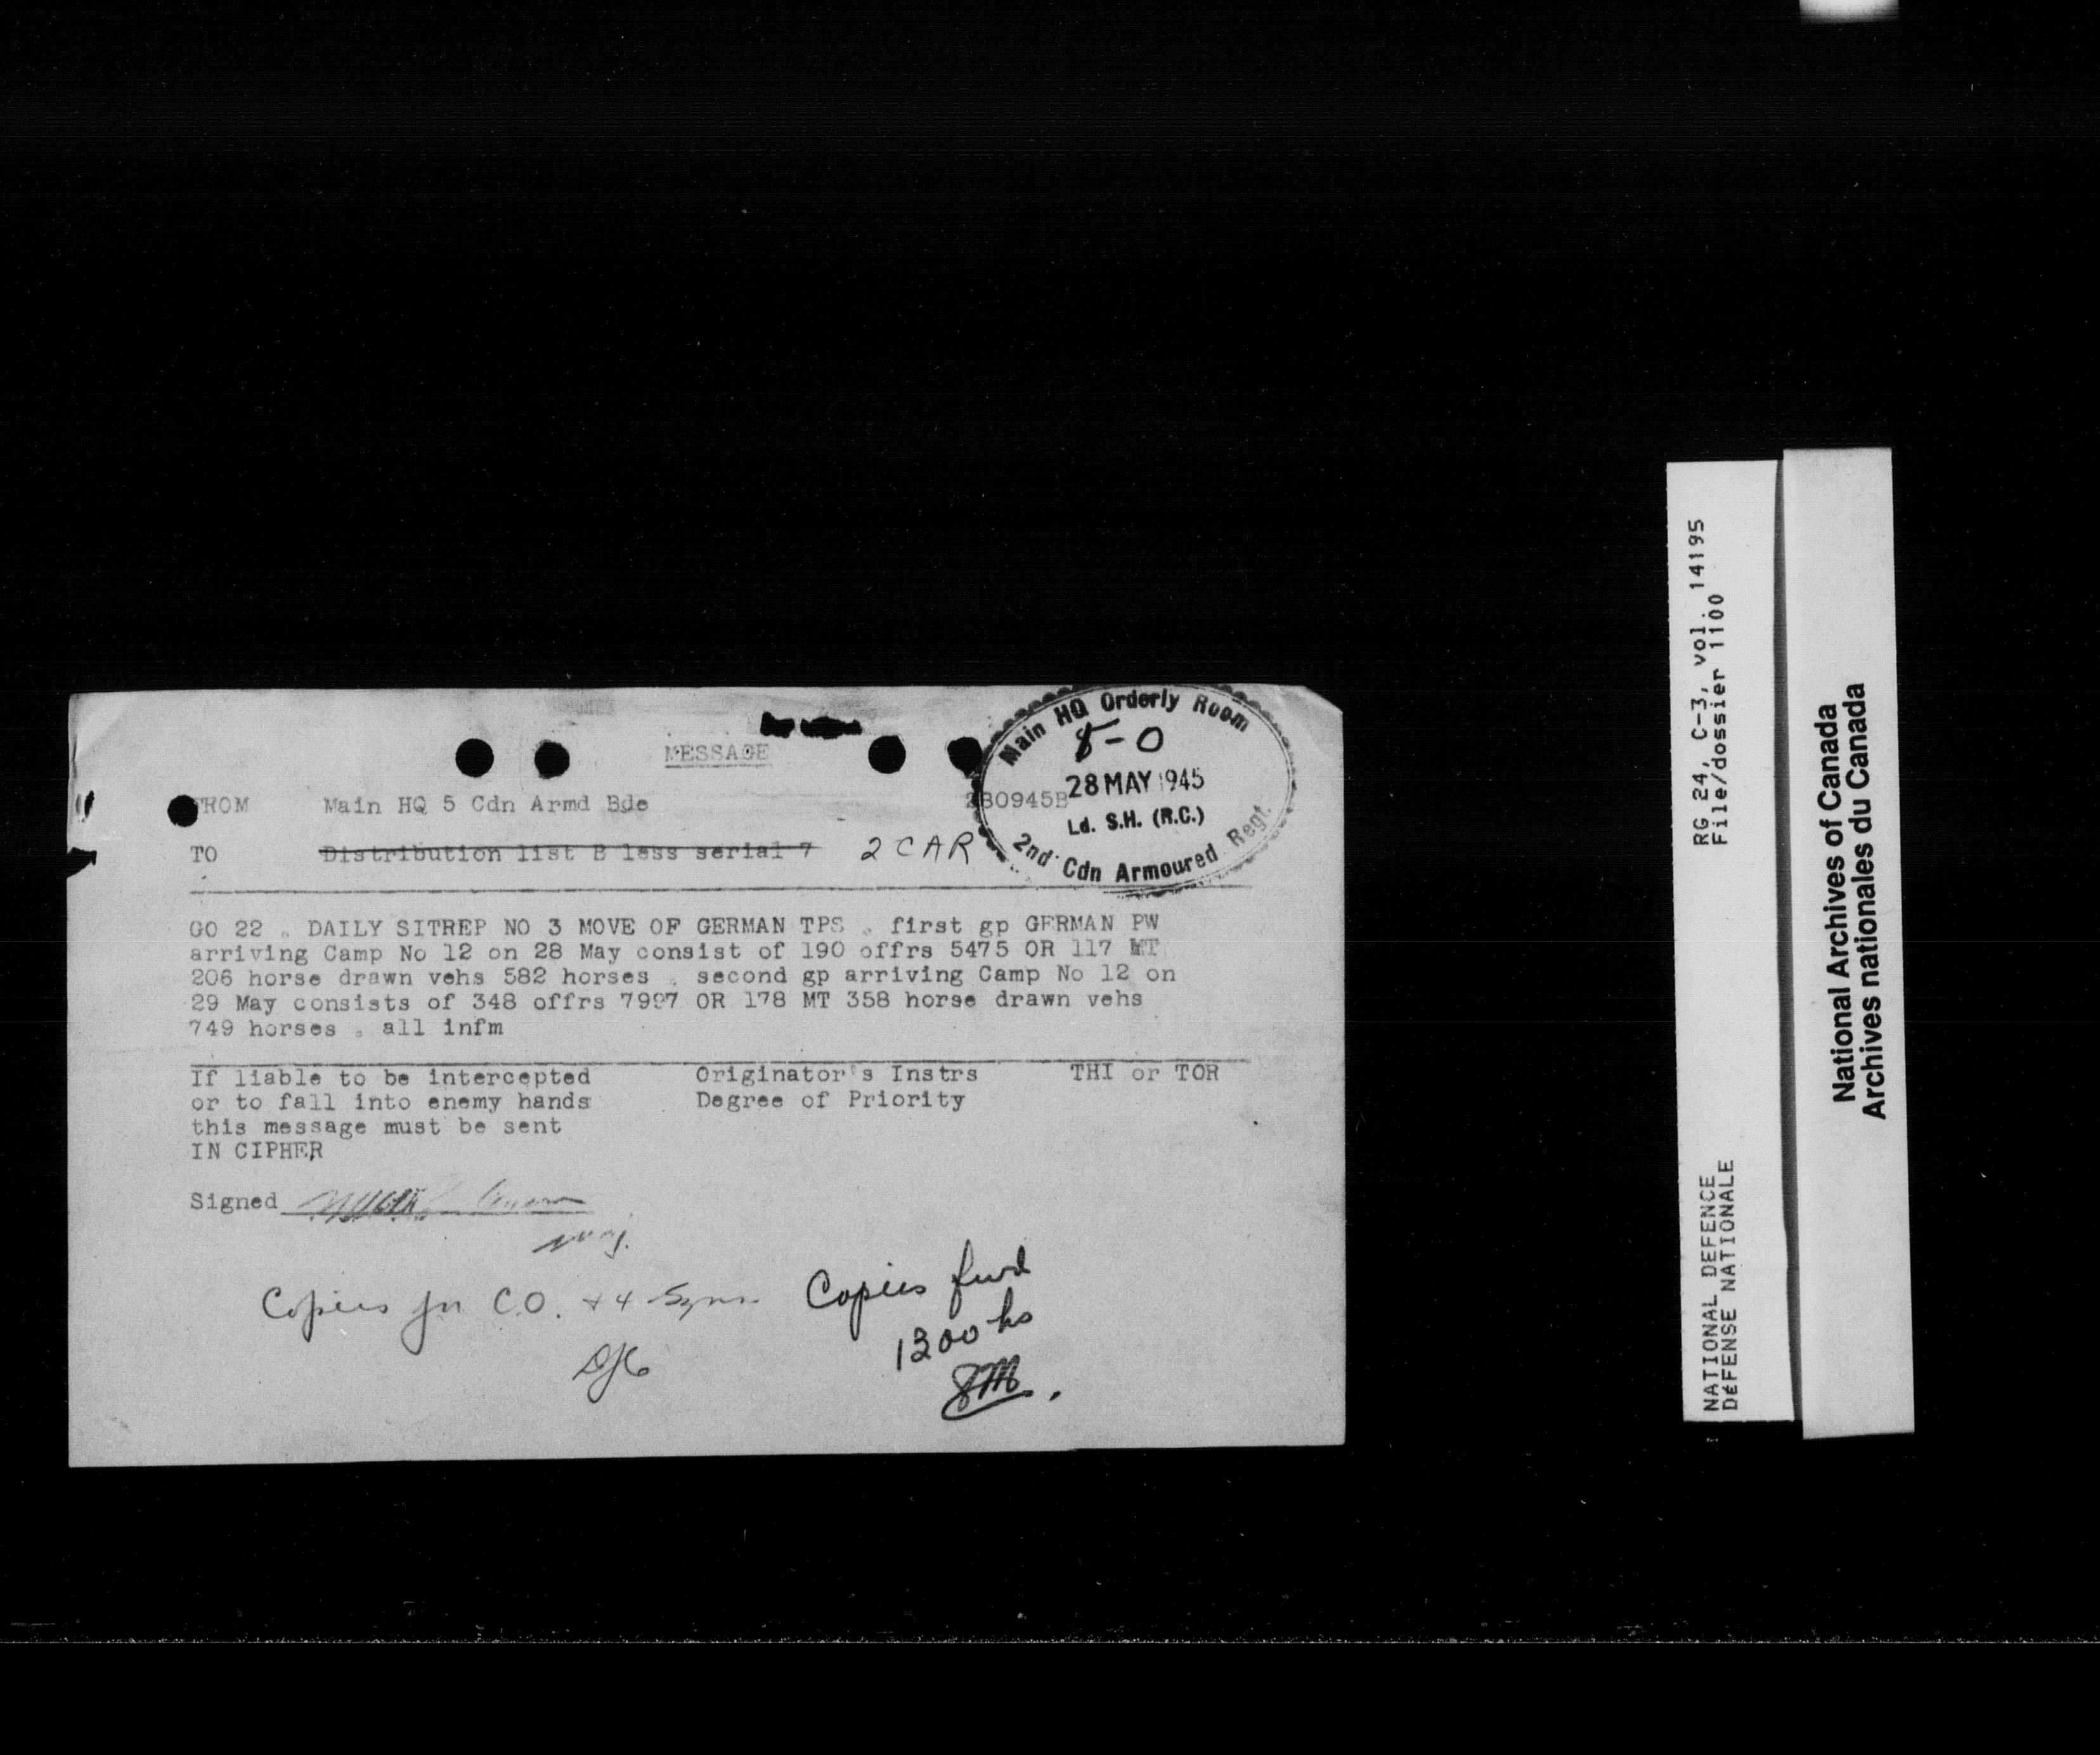 MESSAGE
Main HQ Orderly Room
8-0
28 MAY 1945
Ld. S.H. (R.C.)
2nd Cdn Armoured Regt.
FROM Main HQ 5 Cdn Armd Bde 280945B
TO Distribution list B less serial 7 2 CAR
GO 22 . DAILY SITREP NO 3 MOVE OF GERMAN TPS . first gp GERMAN PW
arriving Camp No 12 on 28 May consist of 190 offrs 5475 OR 117 MT
206 horse drawn vehs 582 horses . second gp arriving Camp No 12 on
29 May consists of 348 offrs 7997 OR 178 MT 358 horse drawn vehs
749 horses . all infm
If liable to be intercepted Originator's Instrs THI or TOR
or to fall into enemy hands Degree of Priority
this message must be sent
IN CIPHER
Signed
Maj.
Copies for C.O. + 4 Sqns. Copies fwd
1300 hs
RG 24, C-3, vol. 14195
File/dossier 1100
NATIONAL DEFENCE
DéFENSE NATIONALE
National Archives of Canada
Archives nationales du Canada